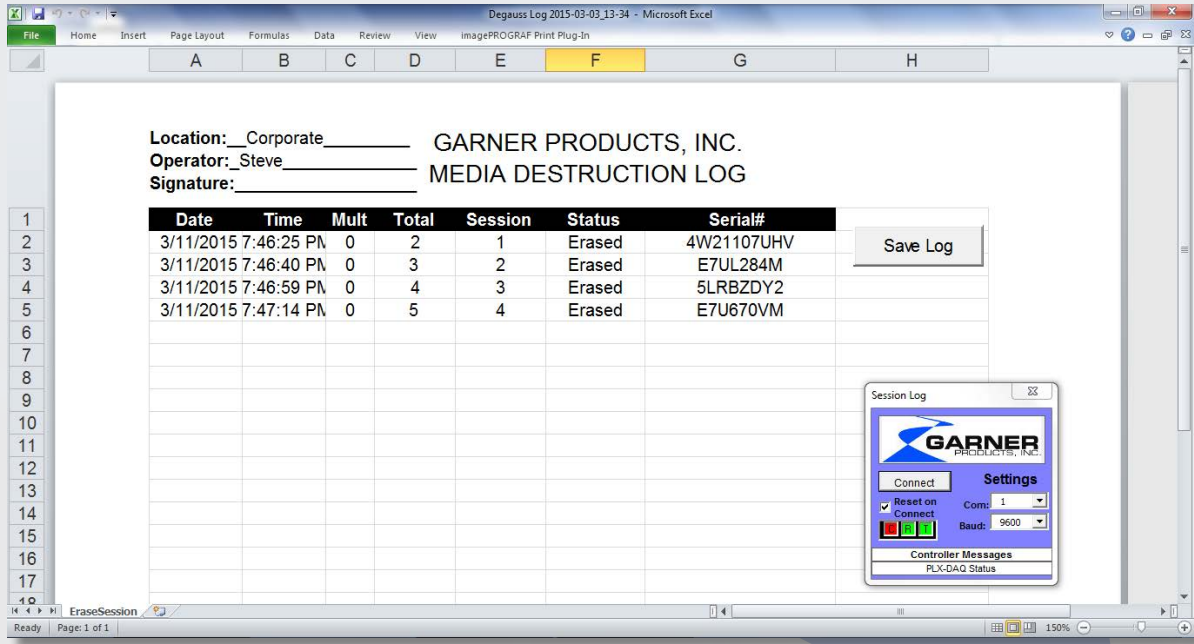 Degauss Log 2015-03-03_13-34 - Microsoft Excel
File Home Insert Page Layout Formulas Data Review View imagePROGRAF Print Plug-In
A B C D E F G H
Location:__Corporate__________ GARNER PRODUCTS, INC.
Operator:_Steve________________
Signature:______________________ MEDIA DESTRUCTION LOG
1 Date Time Mult Total Session Status Serial#
2 3/11/2015 7:46:25 PM 0 2 1 Erased 4W21107UHV Save Log
3 3/11/2015 7:46:40 PM 0 3 2 Erased E7UL284M
4 3/11/2015 7:46:59 PM 0 4 3 Erased 5LRBZDY2
5 3/11/2015 7:47:14 PM 0 5 4 Erased E7U670VM
6
7
8
9
10
11
12
13
14
15
16
17
18
Session Log
GARNER
PRODUCTS, INC.
Connect Settings
Reset on Connect Com: 1
C R T Baud: 9600
Controller Messages
PLX-DAQ Status
EraseSession
Ready Page: 1 of 1 150%